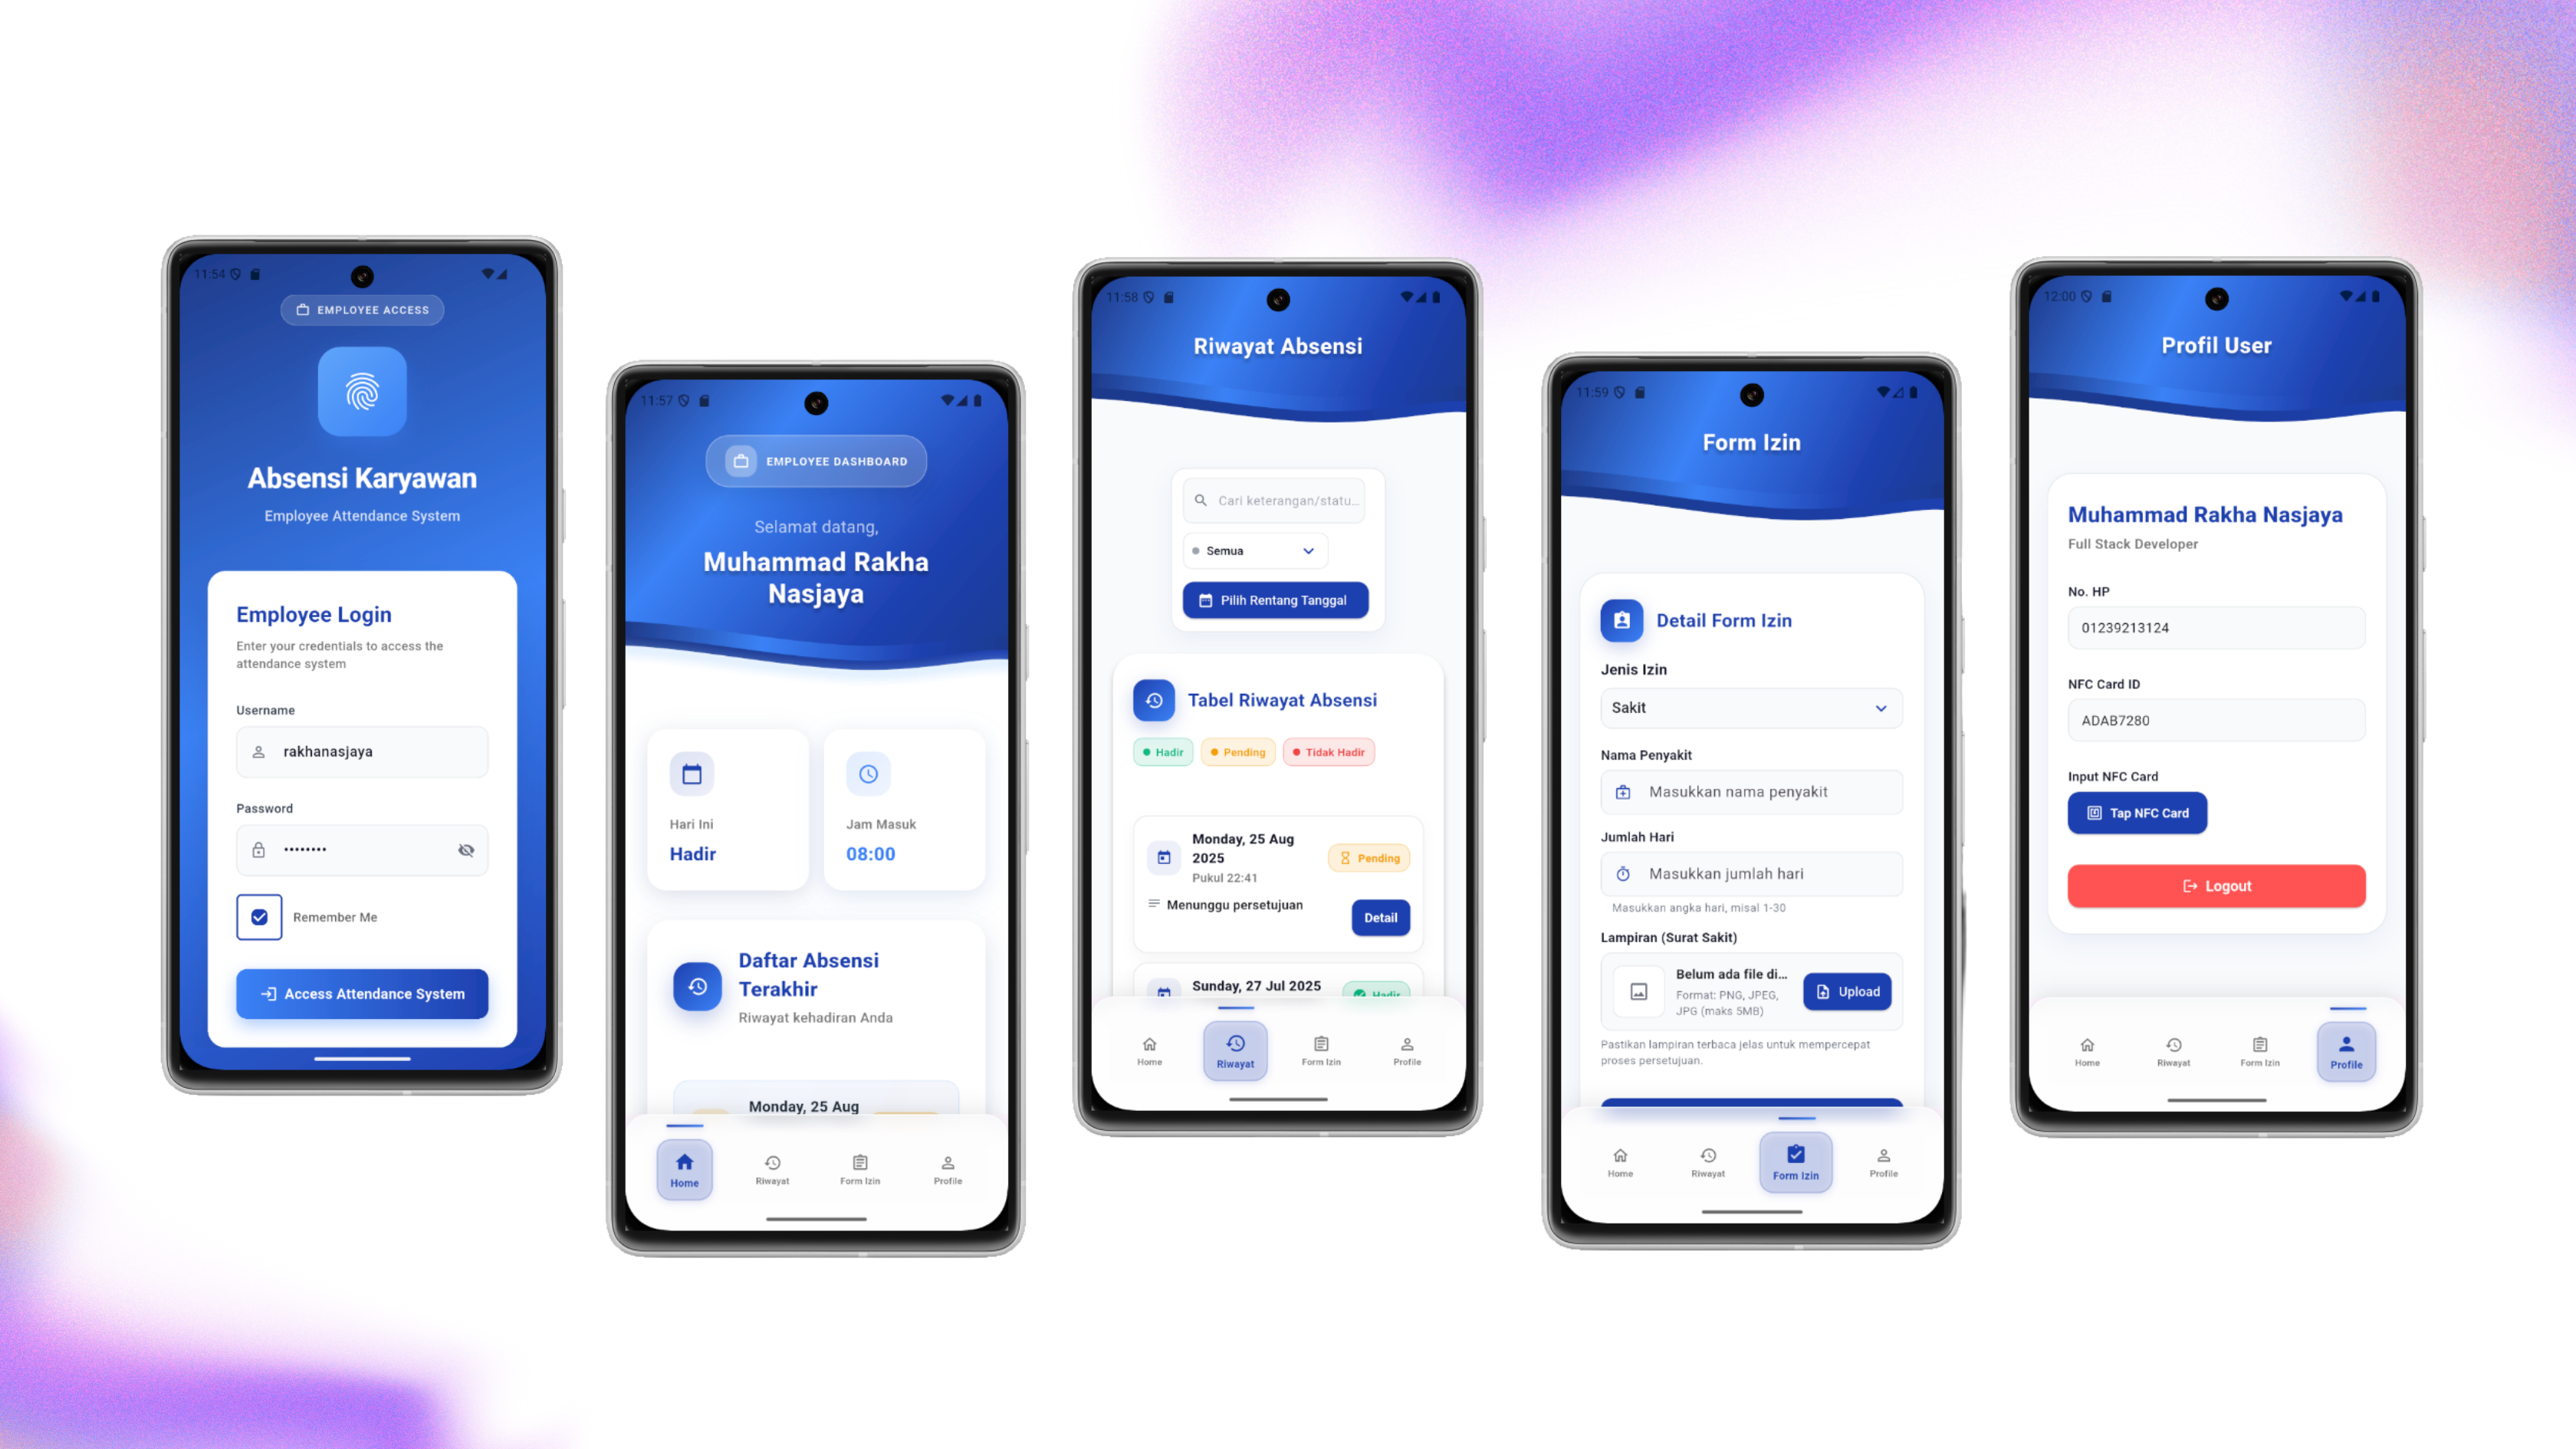 11:54
EMPLOYEE ACCESS
Absensi Karyawan
Employee Attendance System
Employee Login
Enter your credentials to access the
attendance system
Username
rakhanasjaya
Password
••••••••
Remember Me
Access Attendance System
11:57
EMPLOYEE DASHBOARD
Selamat datang,
Muhammad Rakha
Nasjaya
Hari Ini
Hadir
Jam Masuk
08:00
Daftar Absensi
Terakhir
Riwayat kehadiran Anda
Monday, 25 Aug
Home
Riwayat
Form Izin
Profile
11:58
Riwayat Absensi
Cari keterangan/statu...
Semua
Pilih Rentang Tanggal
Tabel Riwayat Absensi
Hadir
Pending
Tidak Hadir
Monday, 25 Aug
2025
Pukul 22:41
Pending
Menunggu persetujuan
Detail
Sunday, 27 Jul 2025
Hadir
Home
Riwayat
Form Izin
Profile
11:59
Form Izin
Detail Form Izin
Jenis Izin
Sakit
Nama Penyakit
Masukkan nama penyakit
Jumlah Hari
Masukkan jumlah hari
Masukkan angka hari, misal 1-30
Lampiran (Surat Sakit)
Belum ada file di...
Format: PNG, JPEG,
JPG (maks 5MB)
Upload
Pastikan lampiran terbaca jelas untuk mempercepat
proses persetujuan.
Home
Riwayat
Form Izin
Profile
12:00
Profil User
Muhammad Rakha Nasjaya
Full Stack Developer
No. HP
01239213124
NFC Card ID
ADAB7280
Input NFC Card
Tap NFC Card
Logout
Home
Riwayat
Form Izin
Profile